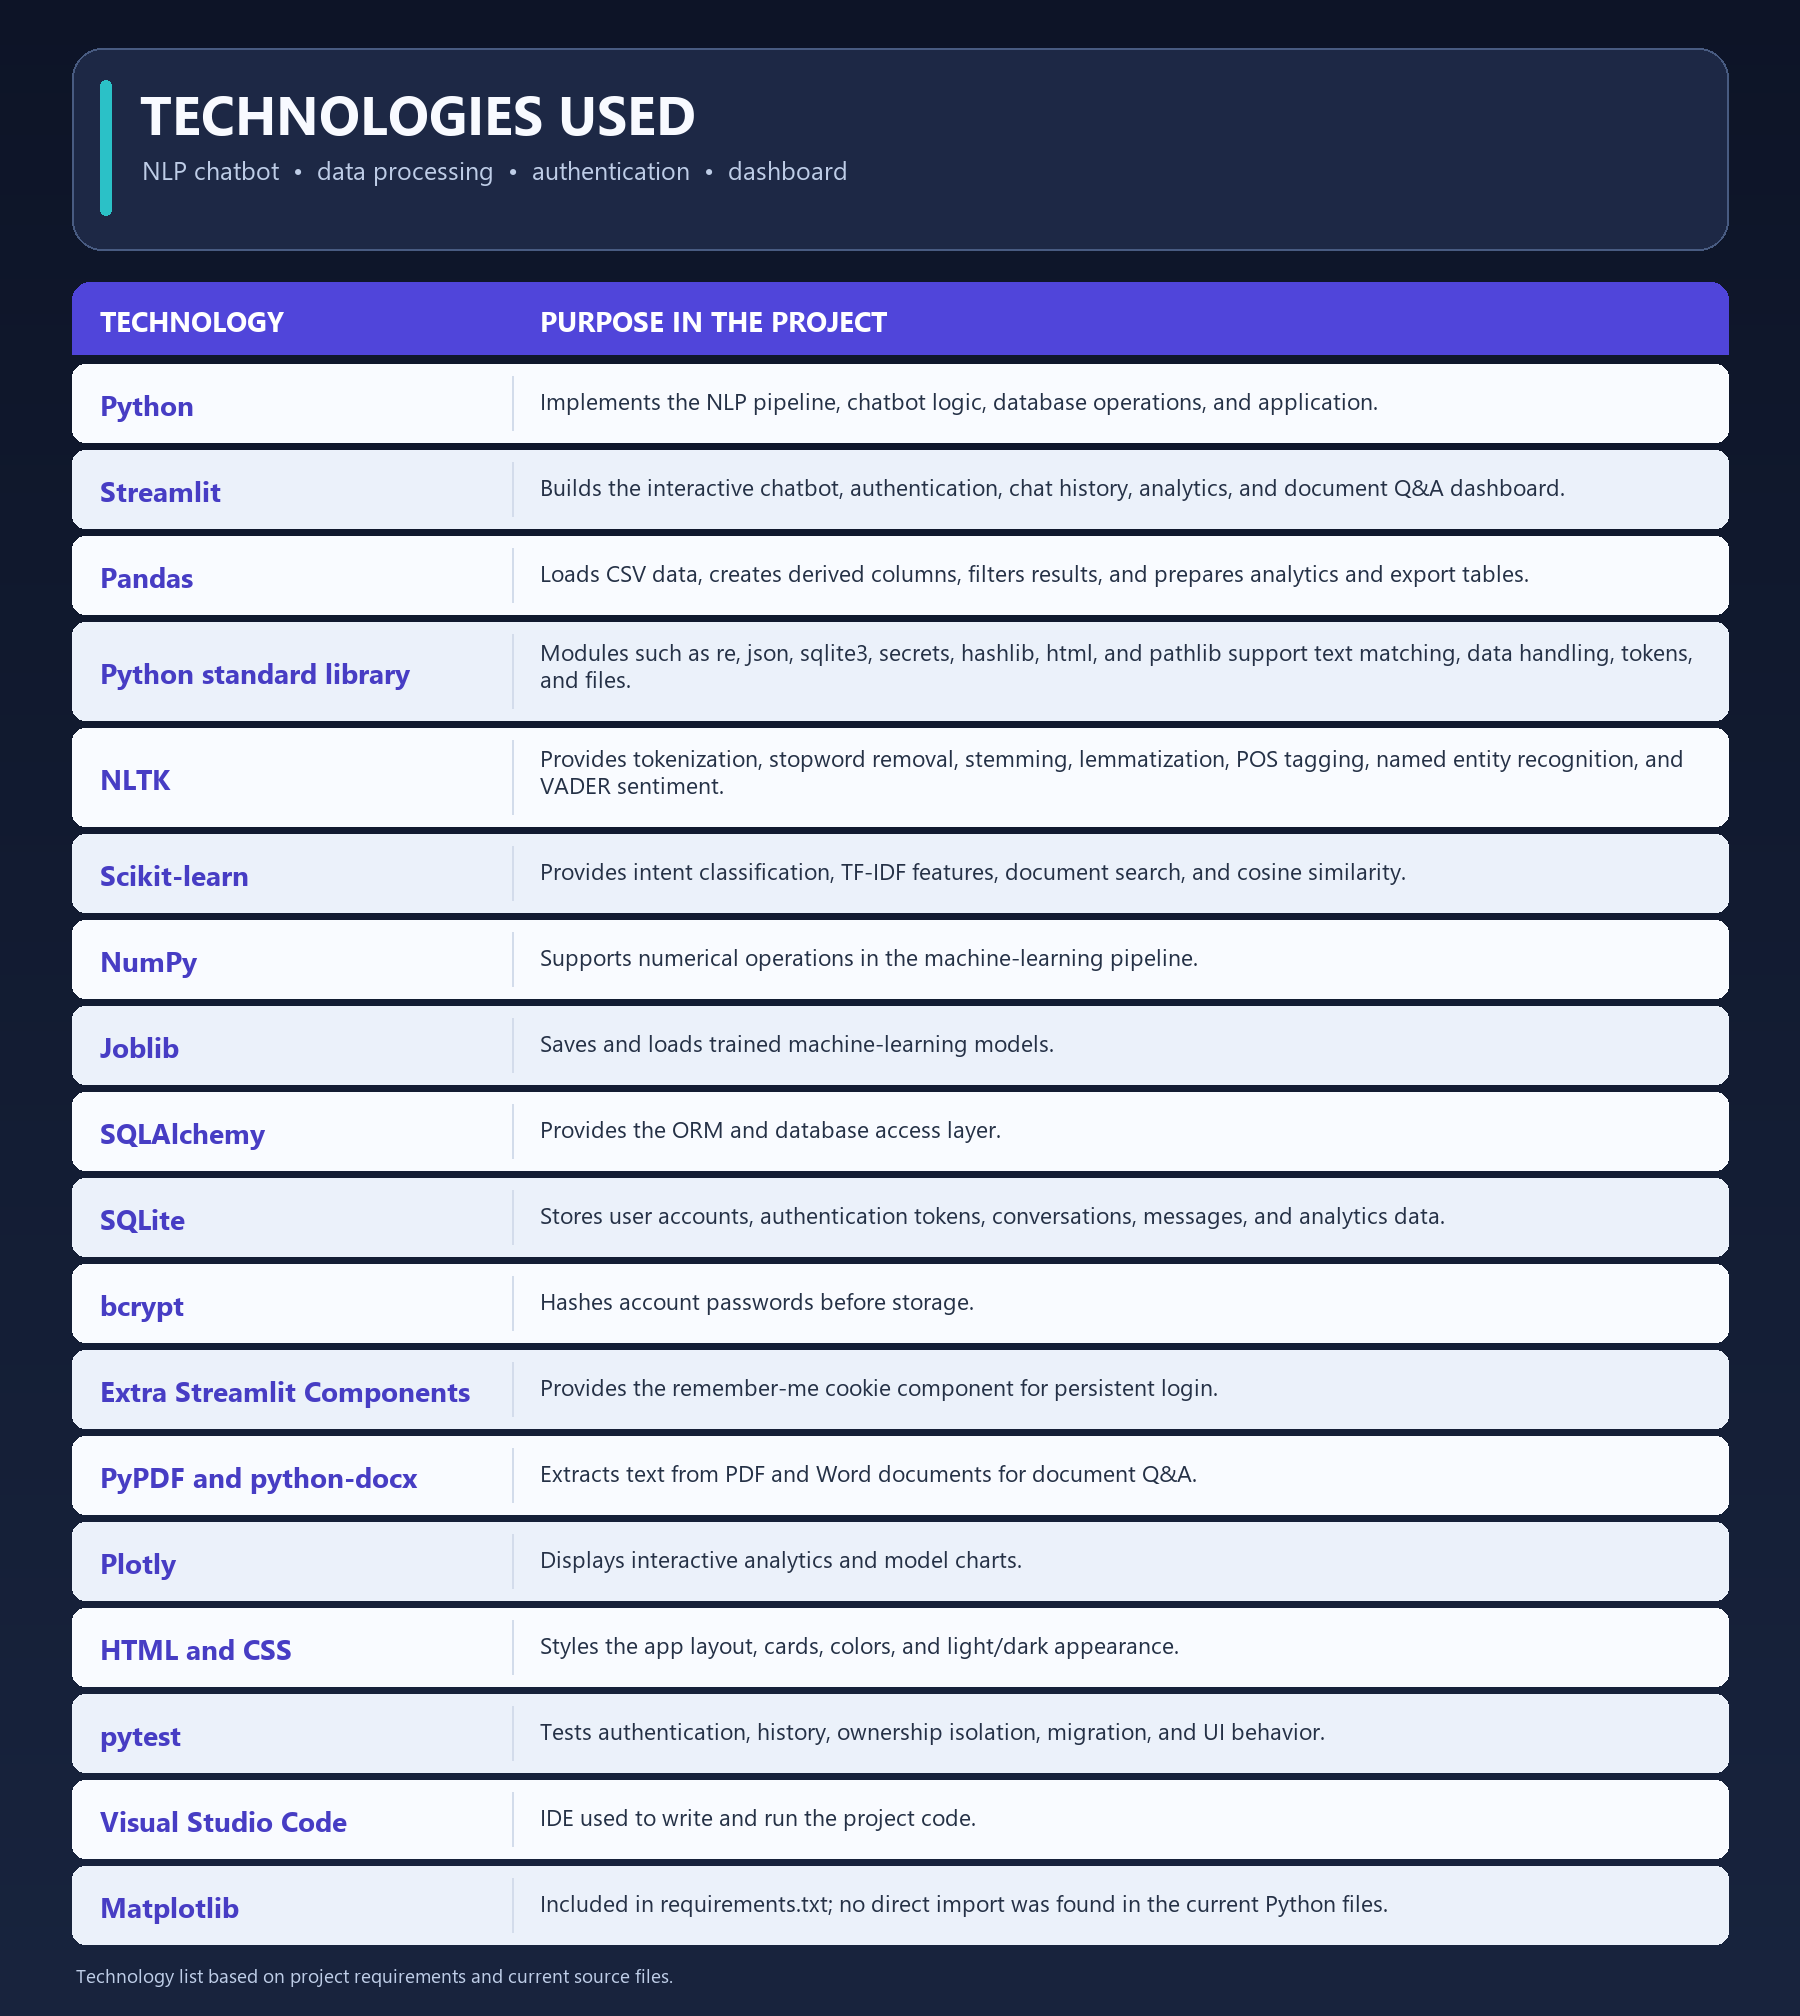 TECHNOLOGIES USED
NLP chatbot • data processing • authentication • dashboard
TECHNOLOGY PURPOSE IN THE PROJECT
Python Implements the NLP pipeline, chatbot logic, database operations, and application.
Streamlit Builds the interactive chatbot, authentication, chat history, analytics, and document Q&A dashboard.
Pandas Loads CSV data, creates derived columns, filters results, and prepares analytics and export tables.
Python standard library Modules such as re, json, sqlite3, secrets, hashlib, html, and pathlib support text matching, data handling, tokens,
and files.
NLTK Provides tokenization, stopword removal, stemming, lemmatization, POS tagging, named entity recognition, and
VADER sentiment.
Scikit-learn Provides intent classification, TF-IDF features, document search, and cosine similarity.
NumPy Supports numerical operations in the machine-learning pipeline.
Joblib Saves and loads trained machine-learning models.
SQLAlchemy Provides the ORM and database access layer.
SQLite Stores user accounts, authentication tokens, conversations, messages, and analytics data.
bcrypt Hashes account passwords before storage.
Extra Streamlit Components Provides the remember-me cookie component for persistent login.
PyPDF and python-docx Extracts text from PDF and Word documents for document Q&A.
Plotly Displays interactive analytics and model charts.
HTML and CSS Styles the app layout, cards, colors, and light/dark appearance.
pytest Tests authentication, history, ownership isolation, migration, and UI behavior.
Visual Studio Code IDE used to write and run the project code.
Matplotlib Included in requirements.txt; no direct import was found in the current Python files.
Technology list based on project requirements and current source files.